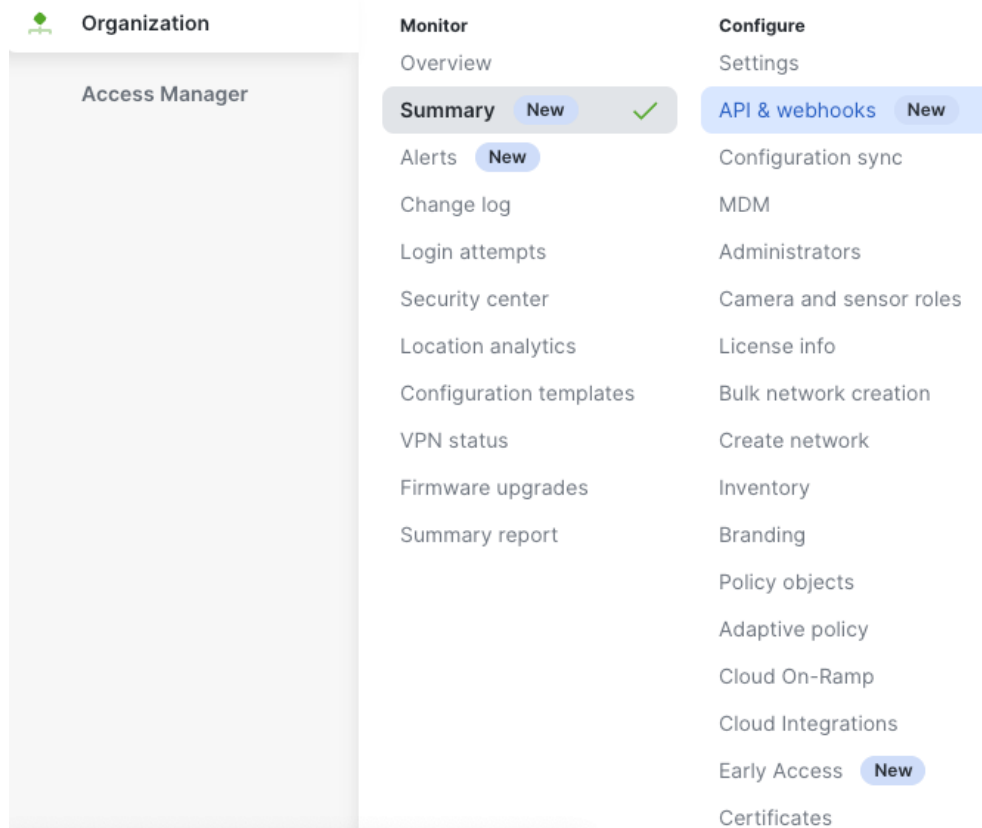 Organization
Access Manager
Monitor
Overview
Summary New
Alerts New
Change log
Login attempts
Security center
Location analytics
Configuration templates
VPN status
Firmware upgrades
Summary report
Configure
Settings
API & webhooks New
Configuration sync
MDM
Administrators
Camera and sensor roles
License info
Bulk network creation
Create network
Inventory
Branding
Policy objects
Adaptive policy
Cloud On-Ramp
Cloud Integrations
Early Access New
Certificates